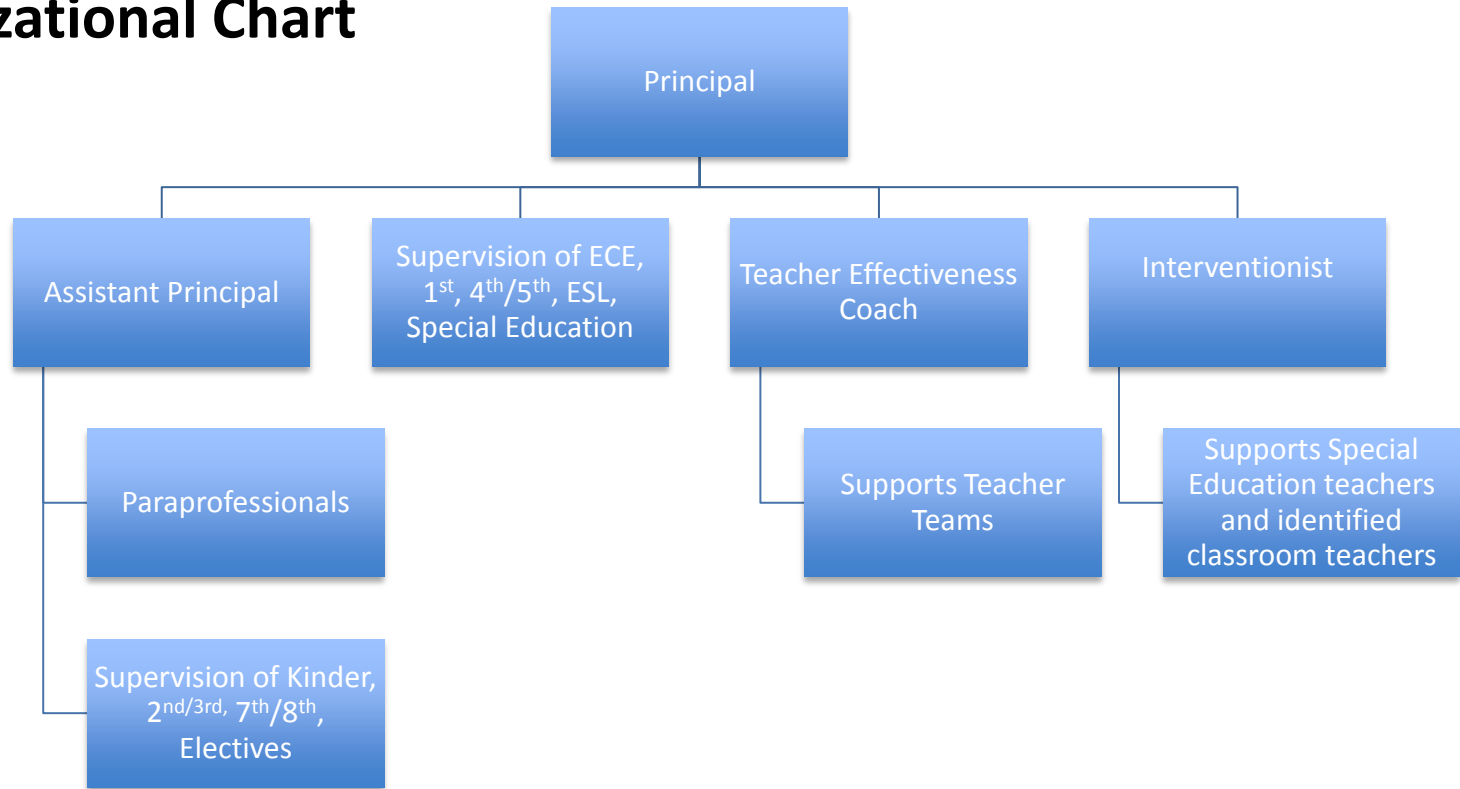 zational Chart
Principal
Assistant Principal
Supervision of ECE,
1st, 4th/5th, ESL,
Special Education
Teacher Effectiveness
Coach
Interventionist
Paraprofessionals
Supports Teacher
Teams
Supports Special
Education teachers
and identified
classroom teachers
Supervision of Kinder,
2nd/3rd, 7th/8th,
Electives